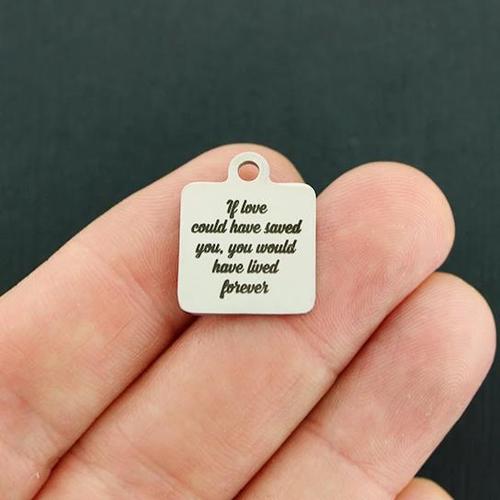 If love
could have saved
you, you would
have lived
forever